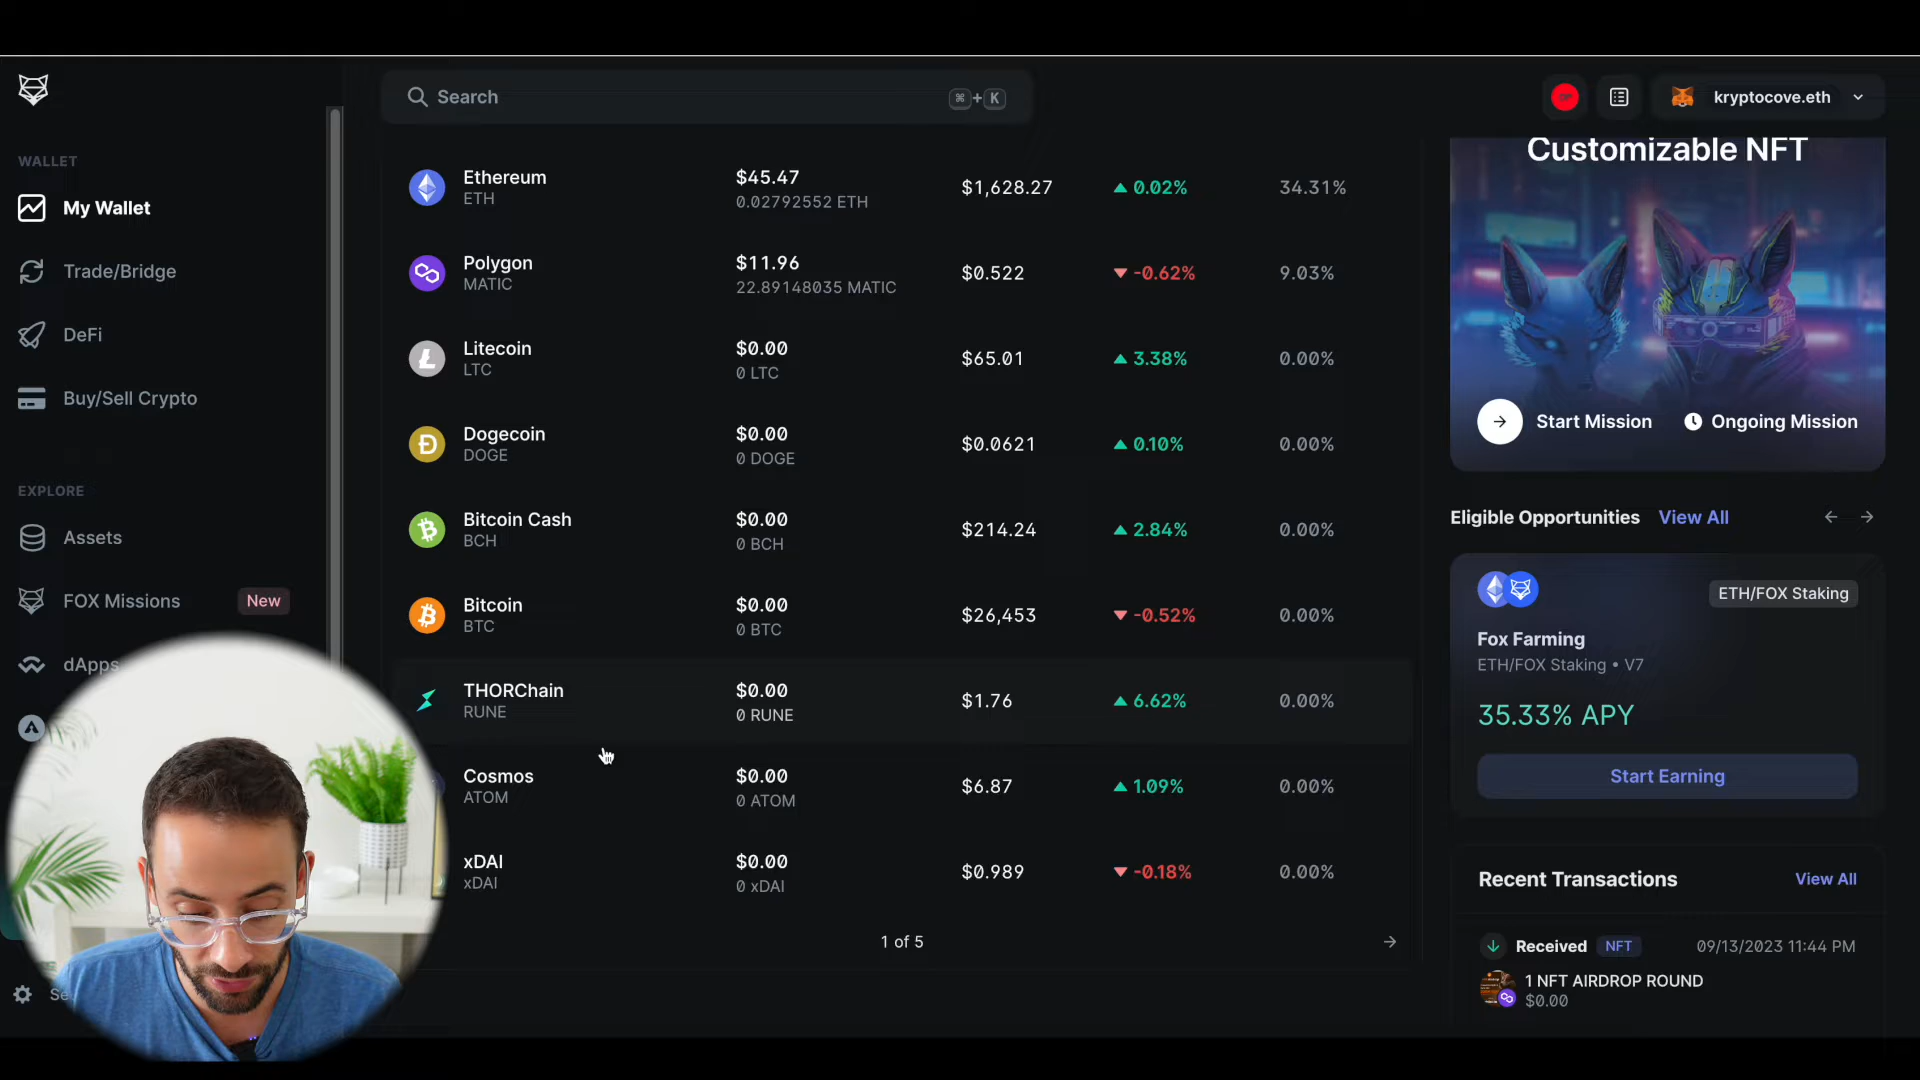 Search
⌘+K
kryptocove.eth
WALLET
My Wallet
Trade/Bridge
DeFi
Buy/Sell Crypto
EXPLORE
Assets
FOX Missions
New
dApps
Ethereum
ETH
$45.47
0.02792552 ETH
$1,628.27
0.02%
34.31%
Polygon
MATIC
$11.96
22.89148035 MATIC
$0.522
-0.62%
9.03%
Litecoin
LTC
$0.00
0 LTC
$65.01
3.38%
0.00%
Dogecoin
DOGE
$0.00
0 DOGE
$0.0621
0.10%
0.00%
Bitcoin Cash
BCH
$0.00
0 BCH
$214.24
2.84%
0.00%
Bitcoin
BTC
$0.00
0 BTC
$26,453
-0.52%
0.00%
THORChain
RUNE
$0.00
0 RUNE
$1.76
6.62%
0.00%
Cosmos
ATOM
$0.00
0 ATOM
$6.87
1.09%
0.00%
xDAI
xDAI
$0.00
0 xDAI
$0.989
-0.18%
0.00%
1 of 5
Customizable NFT
Start Mission
Ongoing Mission
Eligible Opportunities
View All
ETH/FOX Staking
Fox Farming
ETH/FOX Staking • V7
35.33% APY
Start Earning
Recent Transactions
View All
Received
NFT
09/13/2023 11:44 PM
1 NFT AIRDROP ROUND
$0.00